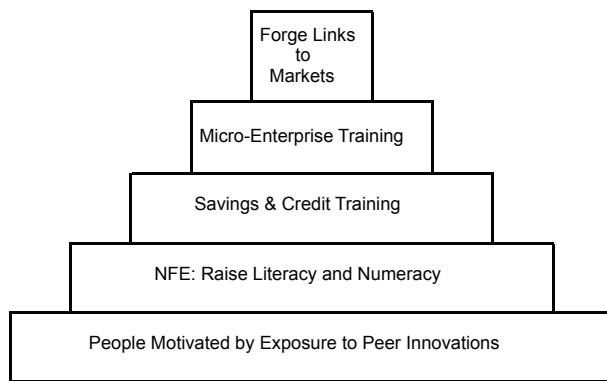 Forge Links
to
Markets
Micro-Enterprise Training
Savings & Credit Training
NFE: Raise Literacy and Numeracy
People Motivated by Exposure to Peer Innovations